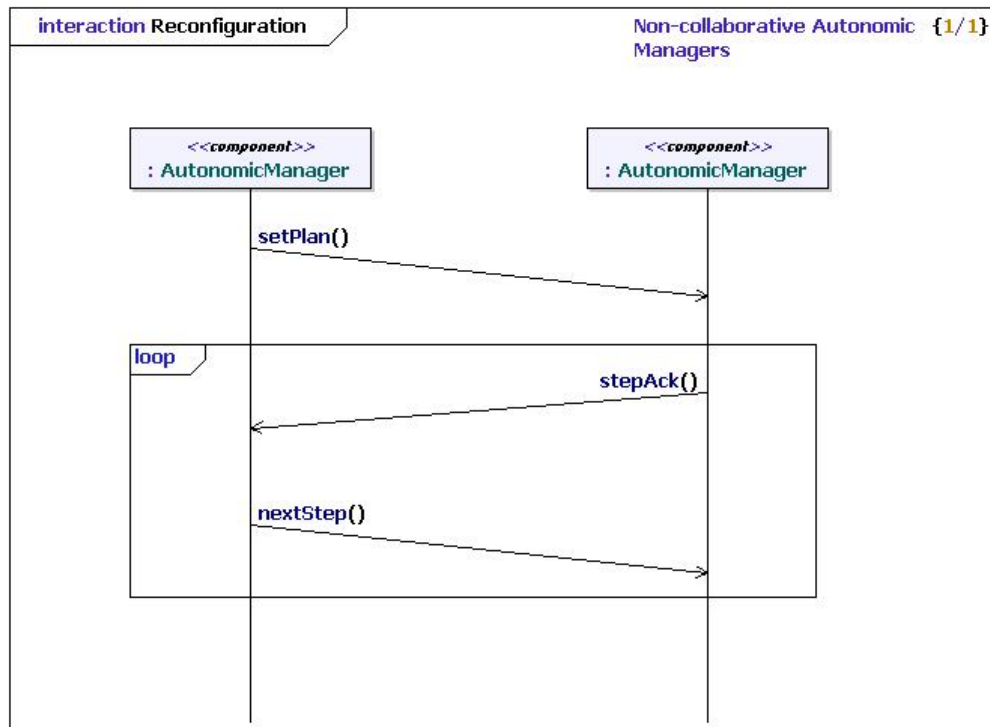 interaction Reconfiguration
Non-collaborative Autonomic {1/1}
Managers
<<component>>
: AutonomicManager
<<component>>
: AutonomicManager
setPlan()
loop
stepAck()
nextStep()